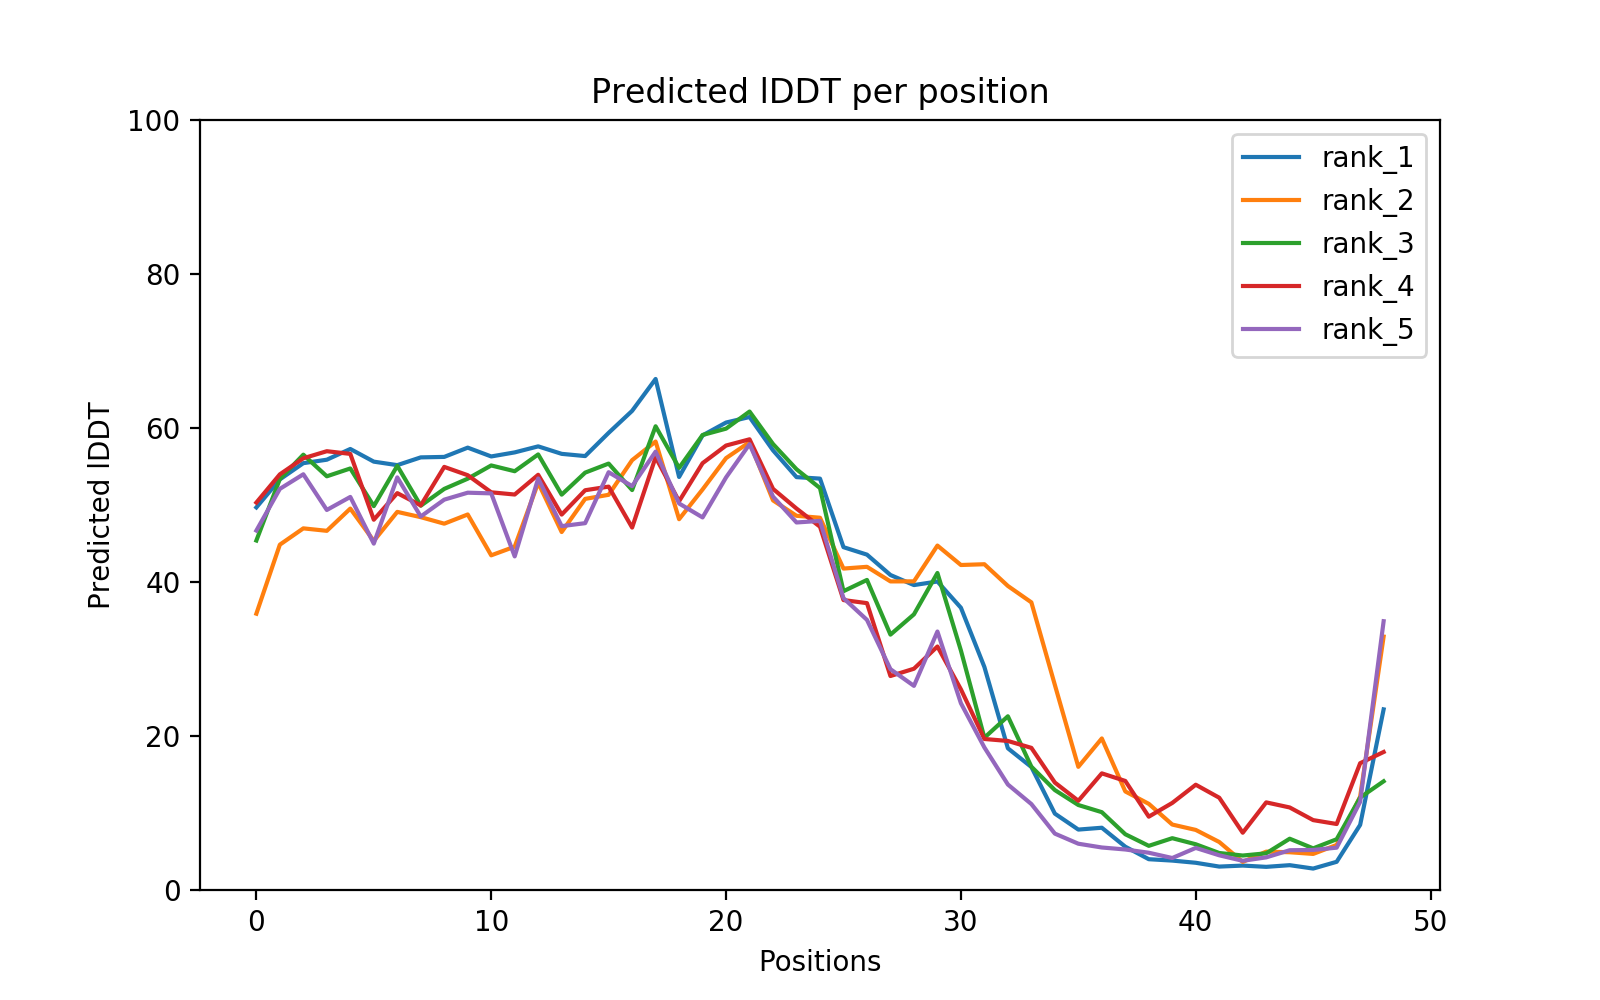 Predicted lDDT per position
100
80
60
40
20
0
Predicted lDDT
rank_1
rank_2
rank_3
rank_4
rank_5
0 10 20 30 40 50
Positions